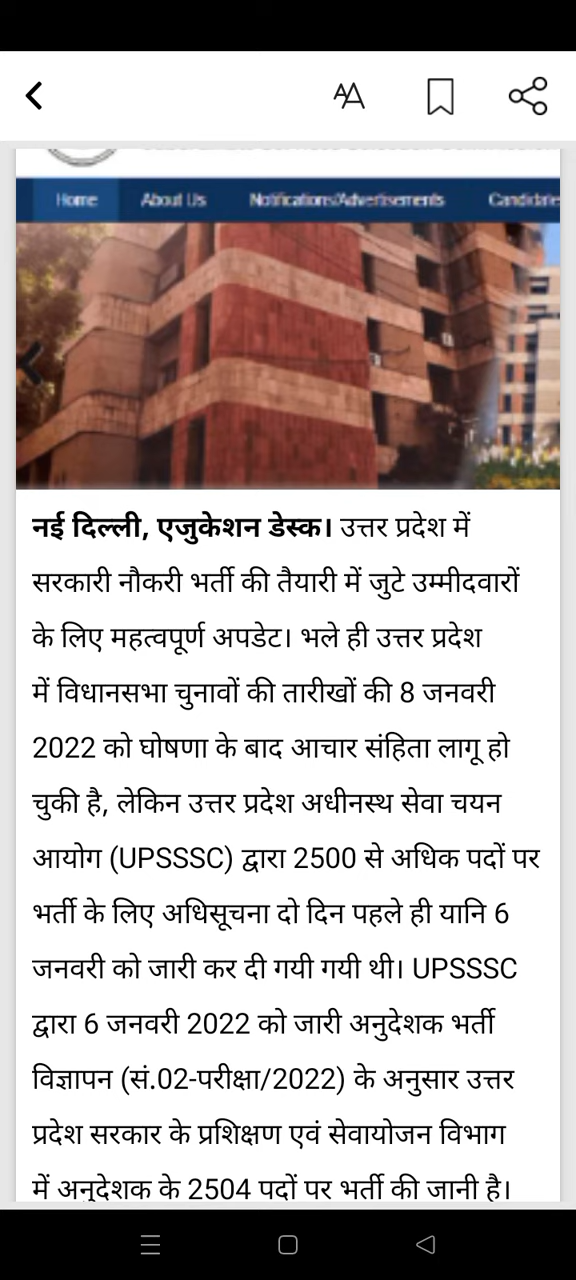 Home About Us Notifications/Advertisements Candidate
नई दिल्ली, एजुकेशन डेस्क। उत्तर प्रदेश में
सरकारी नौकरी भर्ती की तैयारी में जुटे उम्मीदवारों
के लिए महत्वपूर्ण अपडेट। भले ही उत्तर प्रदेश
में विधानसभा चुनावों की तारीखों की 8 जनवरी
2022 को घोषणा के बाद आचार संहिता लागू हो
चुकी है, लेकिन उत्तर प्रदेश अधीनस्थ सेवा चयन
आयोग (UPSSSC) द्वारा 2500 से अधिक पदों पर
भर्ती के लिए अधिसूचना दो दिन पहले ही यानि 6
जनवरी को जारी कर दी गयी गयी थी। UPSSSC
द्वारा 6 जनवरी 2022 को जारी अनुदेशक भर्ती
विज्ञापन (सं.02-परीक्षा/2022) के अनुसार उत्तर
प्रदेश सरकार के प्रशिक्षण एवं सेवायोजन विभाग
में अनुदेशक के 2504 पदों पर भर्ती की जानी है।